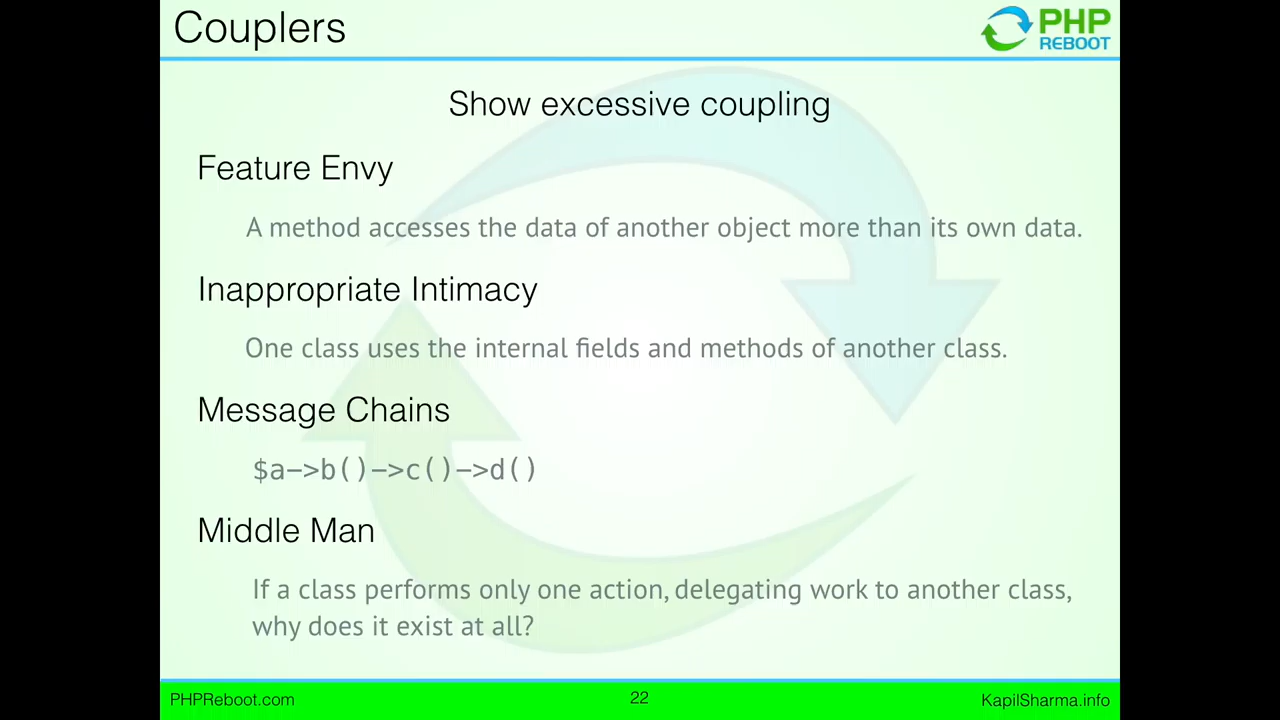 Couplers
PHP
REBOOT
Show excessive coupling
Feature Envy
A method accesses the data of another object more than its own data.
Inappropriate Intimacy
One class uses the internal fields and methods of another class.
Message Chains
$a->b()->c()->d()
Middle Man
If a class performs only one action, delegating work to another class,
why does it exist at all?
PHPReboot.com
22
KapilSharma.info